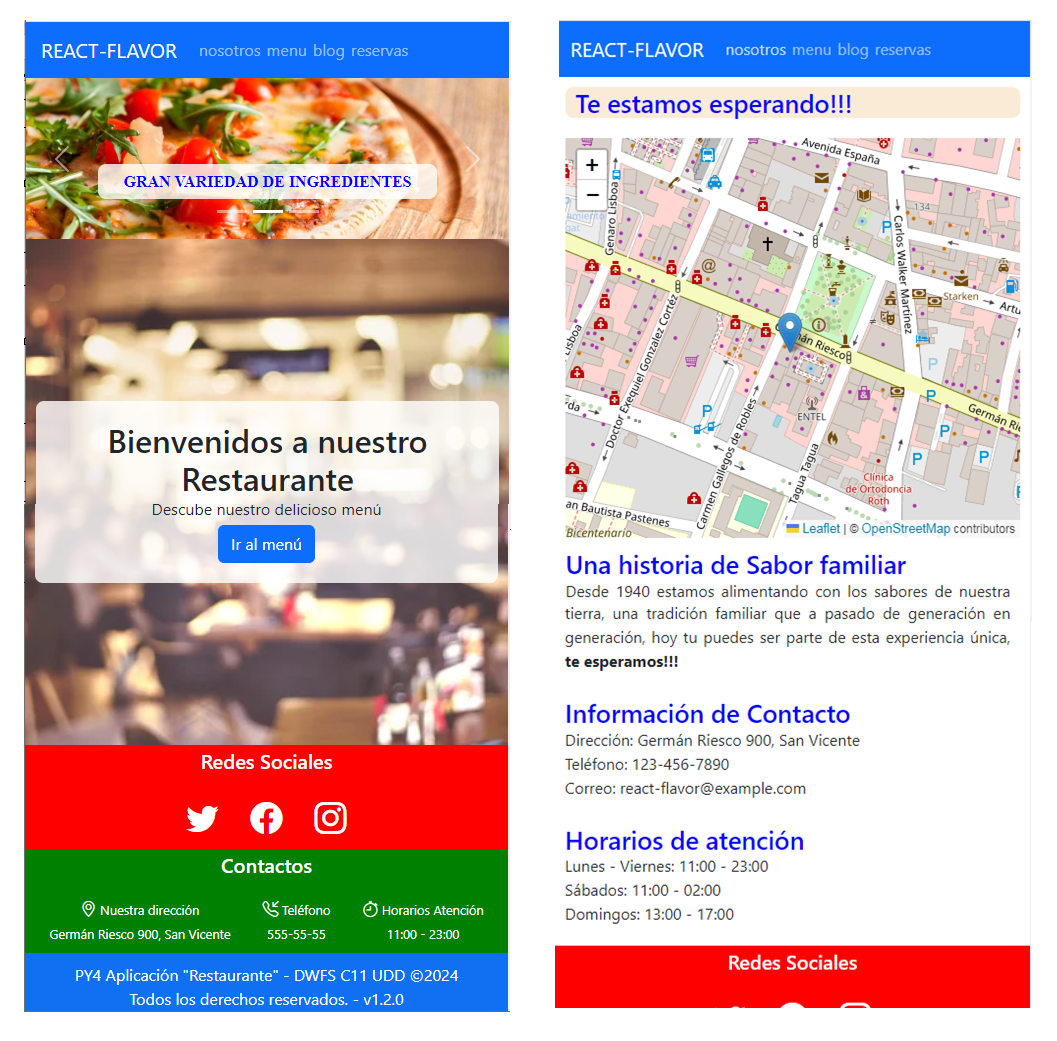 REACT-FLAVOR nosotros menu blog reservas
GRAN VARIEDAD DE INGREDIENTES
Bienvenidos a nuestro
Restaurante
Descube nuestro delicioso menú
Ir al menú
Redes Sociales
Contactos
Nuestra dirección Teléfono Horarios Atención
Germán Riesco 900, San Vicente 555-55-55 11:00 - 23:00
PY4 Aplicación "Restaurante" - DWFS C11 UDD ©2024
Todos los derechos reservados. - v1.2.0
REACT-FLAVOR nosotros menu blog reservas
Te estamos esperando!!!
+
−
Avenida España
Genaro Lisboa
134
Carlos Walker Martínez
Starken
Artu
Lisboa
Doctor Exequiel Gonzalez Cortéz
Germán Riesco
ENTEL
Germán Ri
rda
Carmen Gallegos de Robles
Tagua Tagua
Clínica
de Ortodoncia
Roth
an Bautista Pastenes
Bicentenario
Leaflet | © OpenStreetMap contributors
Una historia de Sabor familiar
Desde 1940 estamos alimentando con los sabores de nuestra
tierra, una tradición familiar que a pasado de generación en
generación, hoy tu puedes ser parte de esta experiencia única,
te esperamos!!!
Información de Contacto
Dirección: Germán Riesco 900, San Vicente
Teléfono: 123-456-7890
Correo: react-flavor@example.com
Horarios de atención
Lunes - Viernes: 11:00 - 23:00
Sábados: 11:00 - 02:00
Domingos: 13:00 - 17:00
Redes Sociales